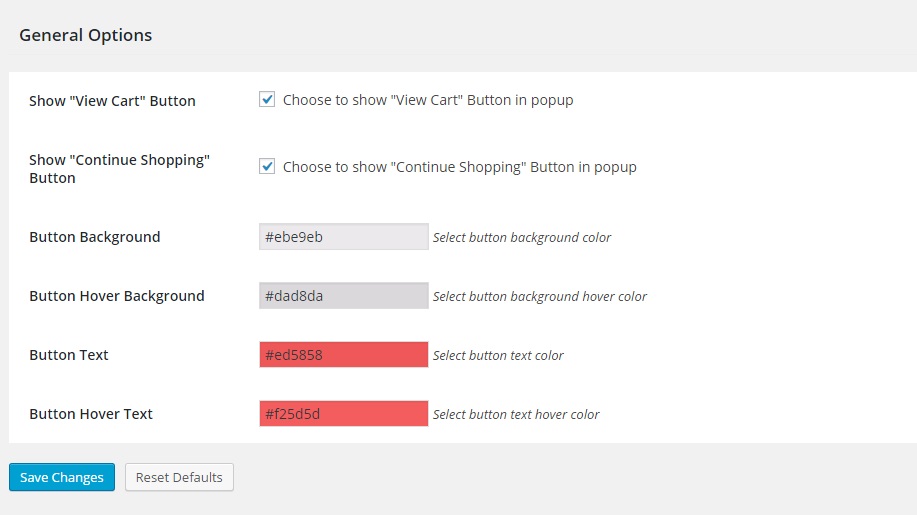 General Options
Show "View Cart" Button
Choose to show "View Cart" Button in popup
Show "Continue Shopping"
Button
Choose to show "Continue Shopping" Button in popup
Button Background
#ebe9eb
Select button background color
Button Hover Background
#dad8da
Select button background hover color
Button Text
#ed5858
Select button text color
Button Hover Text
#f25d5d
Select button text hover color
Save Changes
Reset Defaults